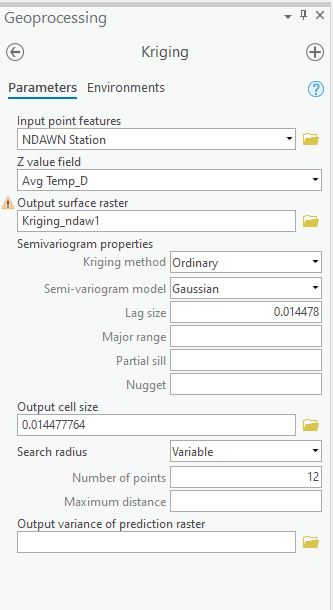 Geoprocessing
Kriging
Parameters Environments
Input point features
NDAWN Station
Z value field
Avg Temp_D
Output surface raster
Kriging_ndaw1
Semivariogram properties
Kriging method Ordinary
Semi-variogram model Gaussian
Lag size 0.014478
Major range
Partial sill
Nugget
Output cell size
0.014477764
Search radius Variable
Number of points 12
Maximum distance
Output variance of prediction raster